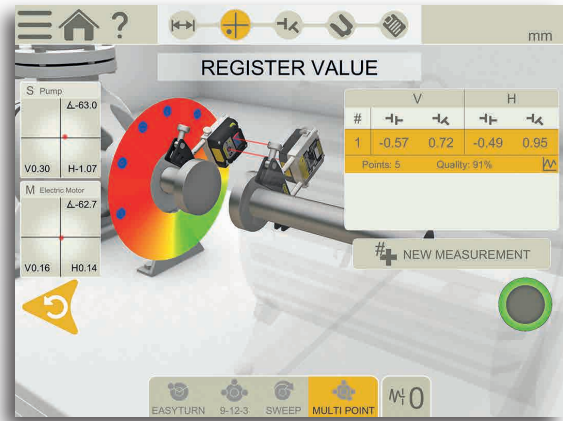 ?
mm
REGISTER VALUE
S Pump
∡-63.0
V0.30 H-1.07
M Electric Motor
∡-62.7
V0.16 H0.14
V H
#
1 -0.57 0.72 -0.49 0.95
Points: 5 Quality: 91%
# NEW MEASUREMENT
EASYTURN 9-12-3 SWEEP MULTI POINT
0